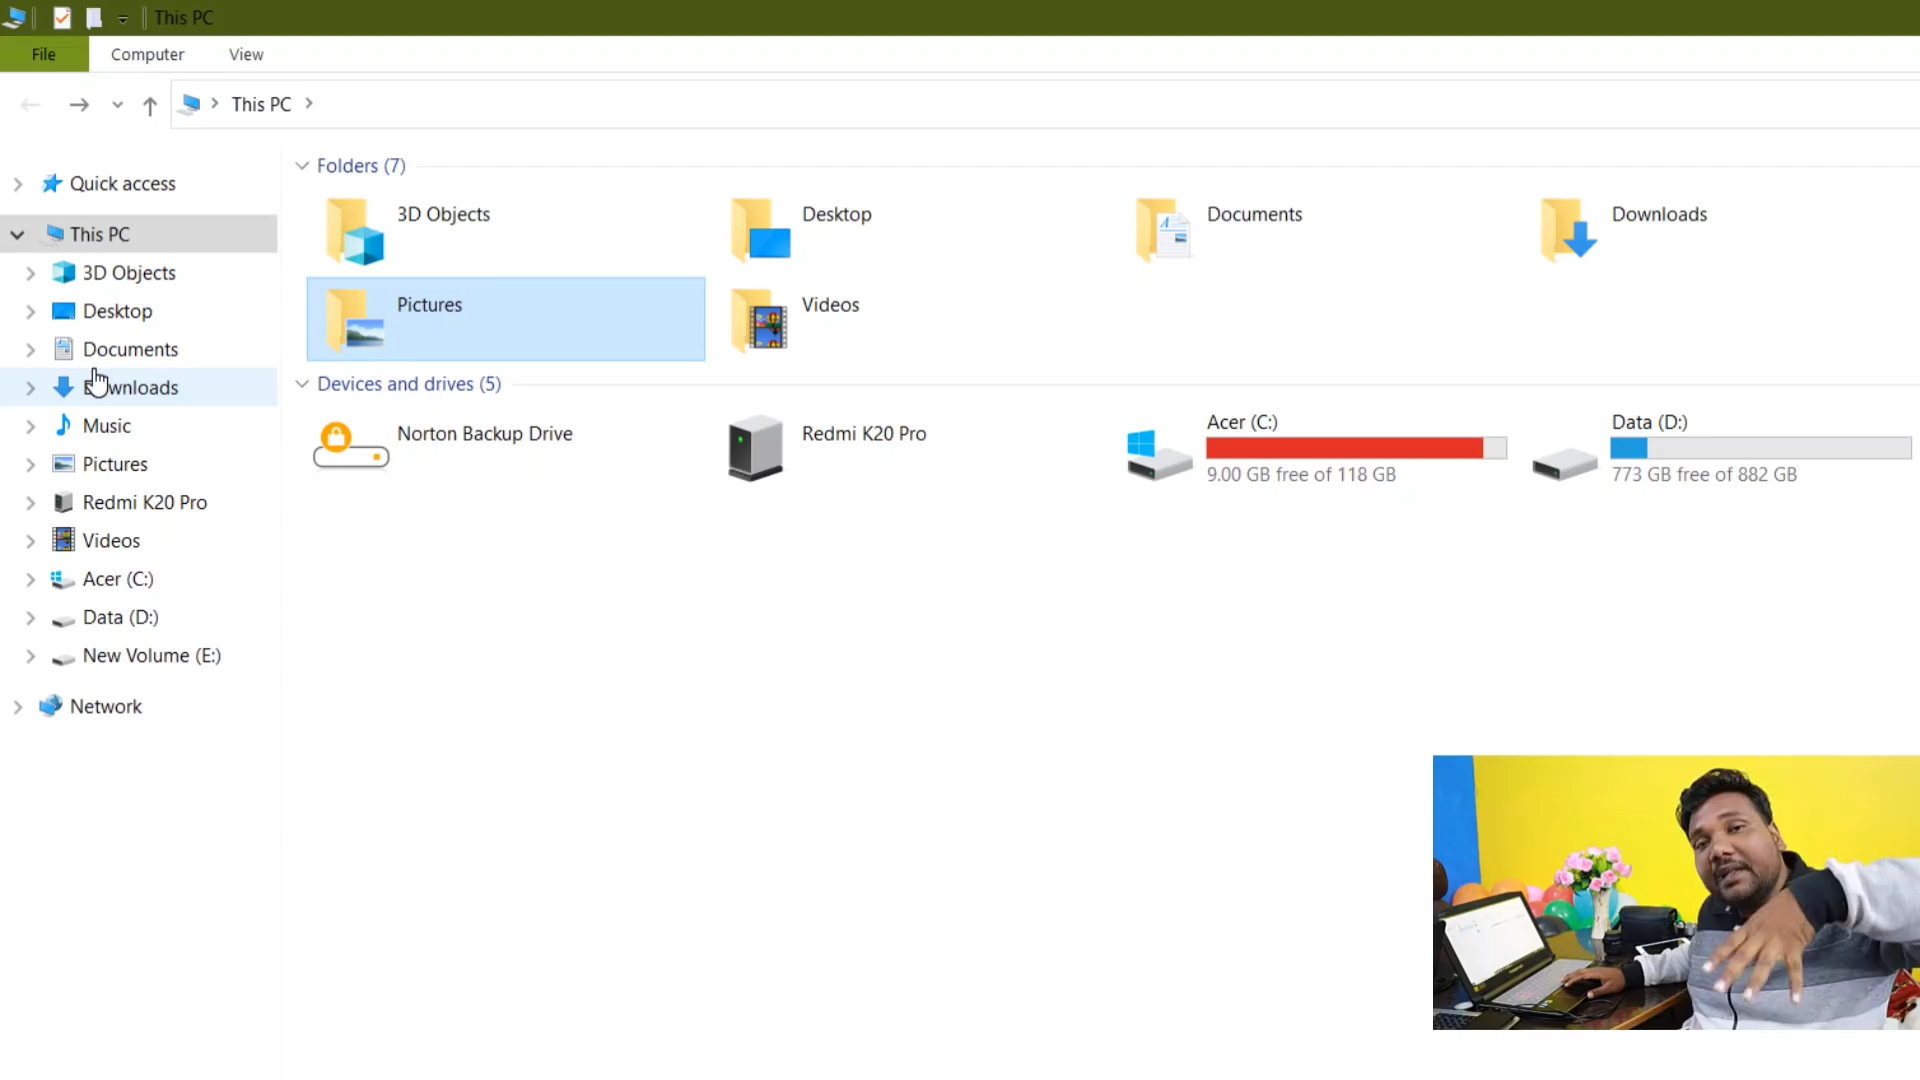 This PC
File Computer View
This PC
Quick access
This PC
3D Objects
Desktop
Documents
Downloads
Music
Pictures
Redmi K20 Pro
Videos
Acer (C:)
Data (D:)
New Volume (E:)
Network
Folders (7)
3D Objects
Desktop
Documents
Downloads
Pictures
Videos
Devices and drives (5)
Norton Backup Drive
Redmi K20 Pro
Acer (C:)
9.00 GB free of 118 GB
Data (D:)
773 GB free of 882 GB